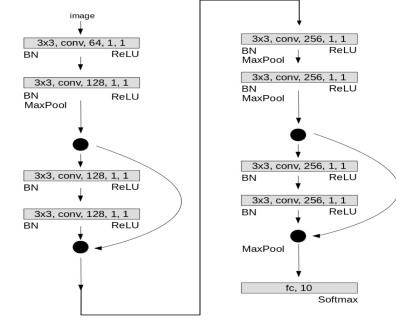 image
3x3, conv, 64, 1, 1
BN ReLU
3x3, conv, 128, 1, 1
BN ReLU
MaxPool
3x3, conv, 128, 1, 1
BN ReLU
3x3, conv, 128, 1, 1
BN ReLU
3x3, conv, 256, 1, 1
BN ReLU
MaxPool
3x3, conv, 256, 1, 1
BN ReLU
MaxPool
3x3, conv, 256, 1, 1
BN ReLU
3x3, conv, 256, 1, 1
BN ReLU
MaxPool
fc, 10
Softmax